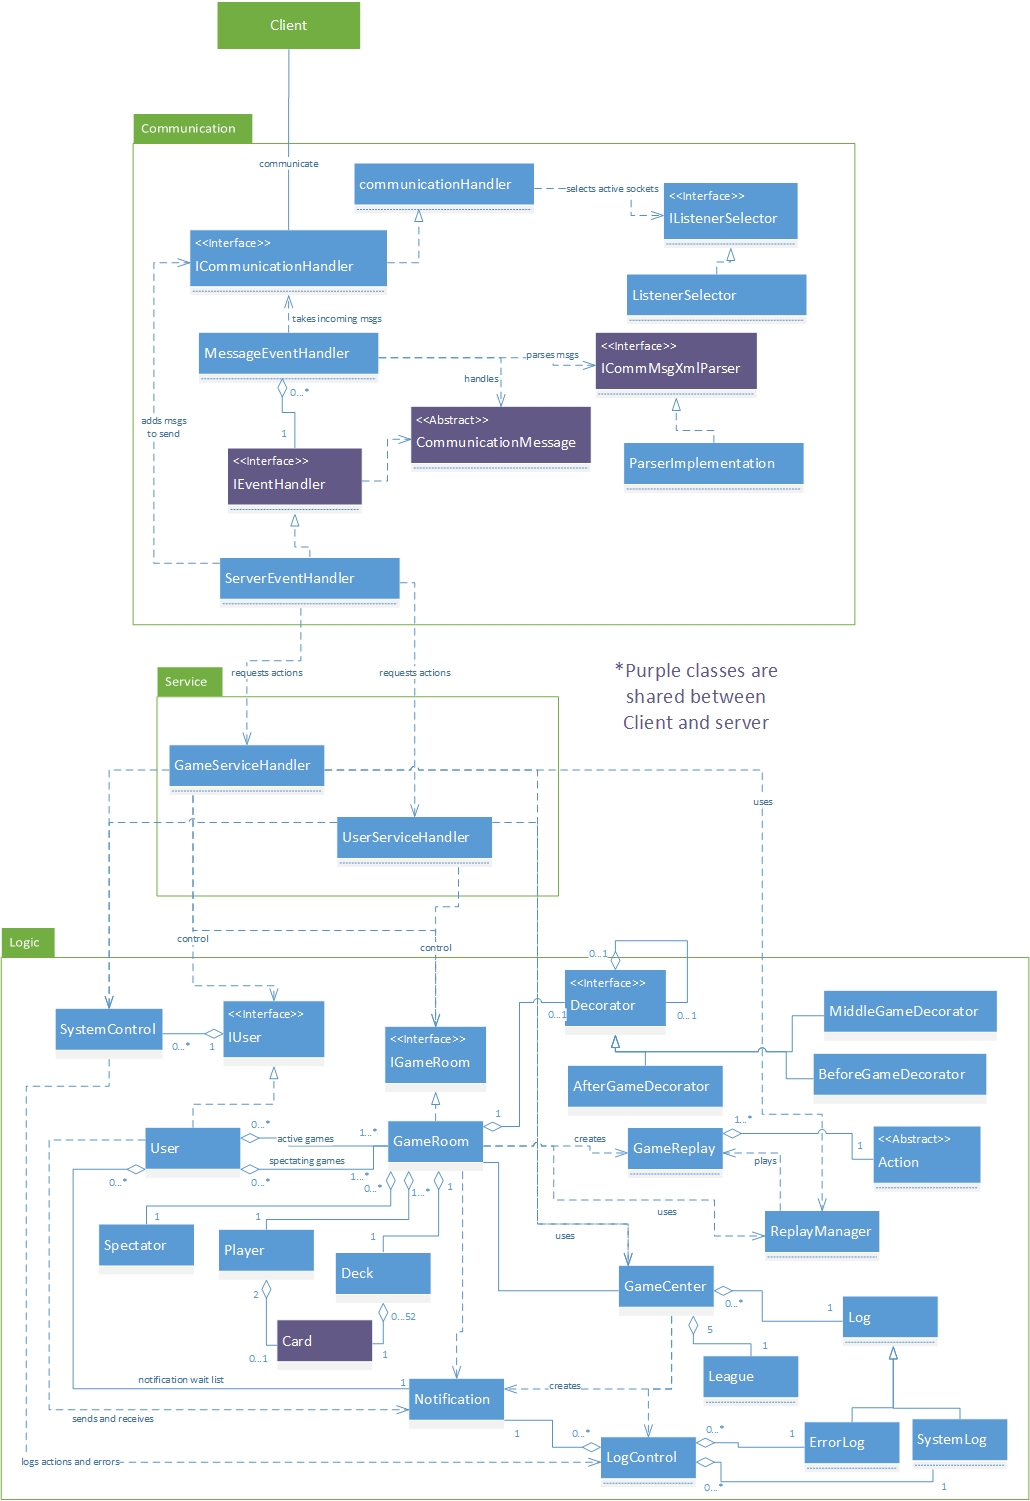 Client
Communication
communicate
communicationHandler
selects active sockets
<<Interface>>
IListenerSelector
<<Interface>>
ICommunicationHandler
ListenerSelector
takes incoming msgs
MessageEventHandler
parses msgs
<<Interface>>
ICommMsgXmlParser
handles
0...*
1
adds msgs
to send
<<Abstract>>
CommunicationMessage
<<Interface>>
IEventHandler
ParserImplementation
ServerEventHandler
requests actions
requests actions
*Purple classes are
shared between
Client and server
Service
GameServiceHandler
uses
UserServiceHandler
Logic
control
control
0...1
<<Interface>>
Decorator
0...1
0...1
MiddleGameDecorator
SystemControl
0...*
1
<<Interface>>
IUser
<<Interface>>
IGameRoom
BeforeGameDecorator
AfterGameDecorator
User
0...*
active games
1...*
GameRoom
1
creates
GameReplay
1...*
1
<<Abstract>>
Action
spectating games
0...*
0...*
1...*
0...*
1...*
1
plays
uses
uses
ReplayManager
1
Spectator
1
Player
1
Deck
GameCenter
0...*
1
Log
2
0...52
Card
0...1
1
5
1
League
notification wait list
1
Notification
creates
sends and receives
1
0...*
LogControl
0...*
1
ErrorLog
SystemLog
logs actions and errors
0...*
1